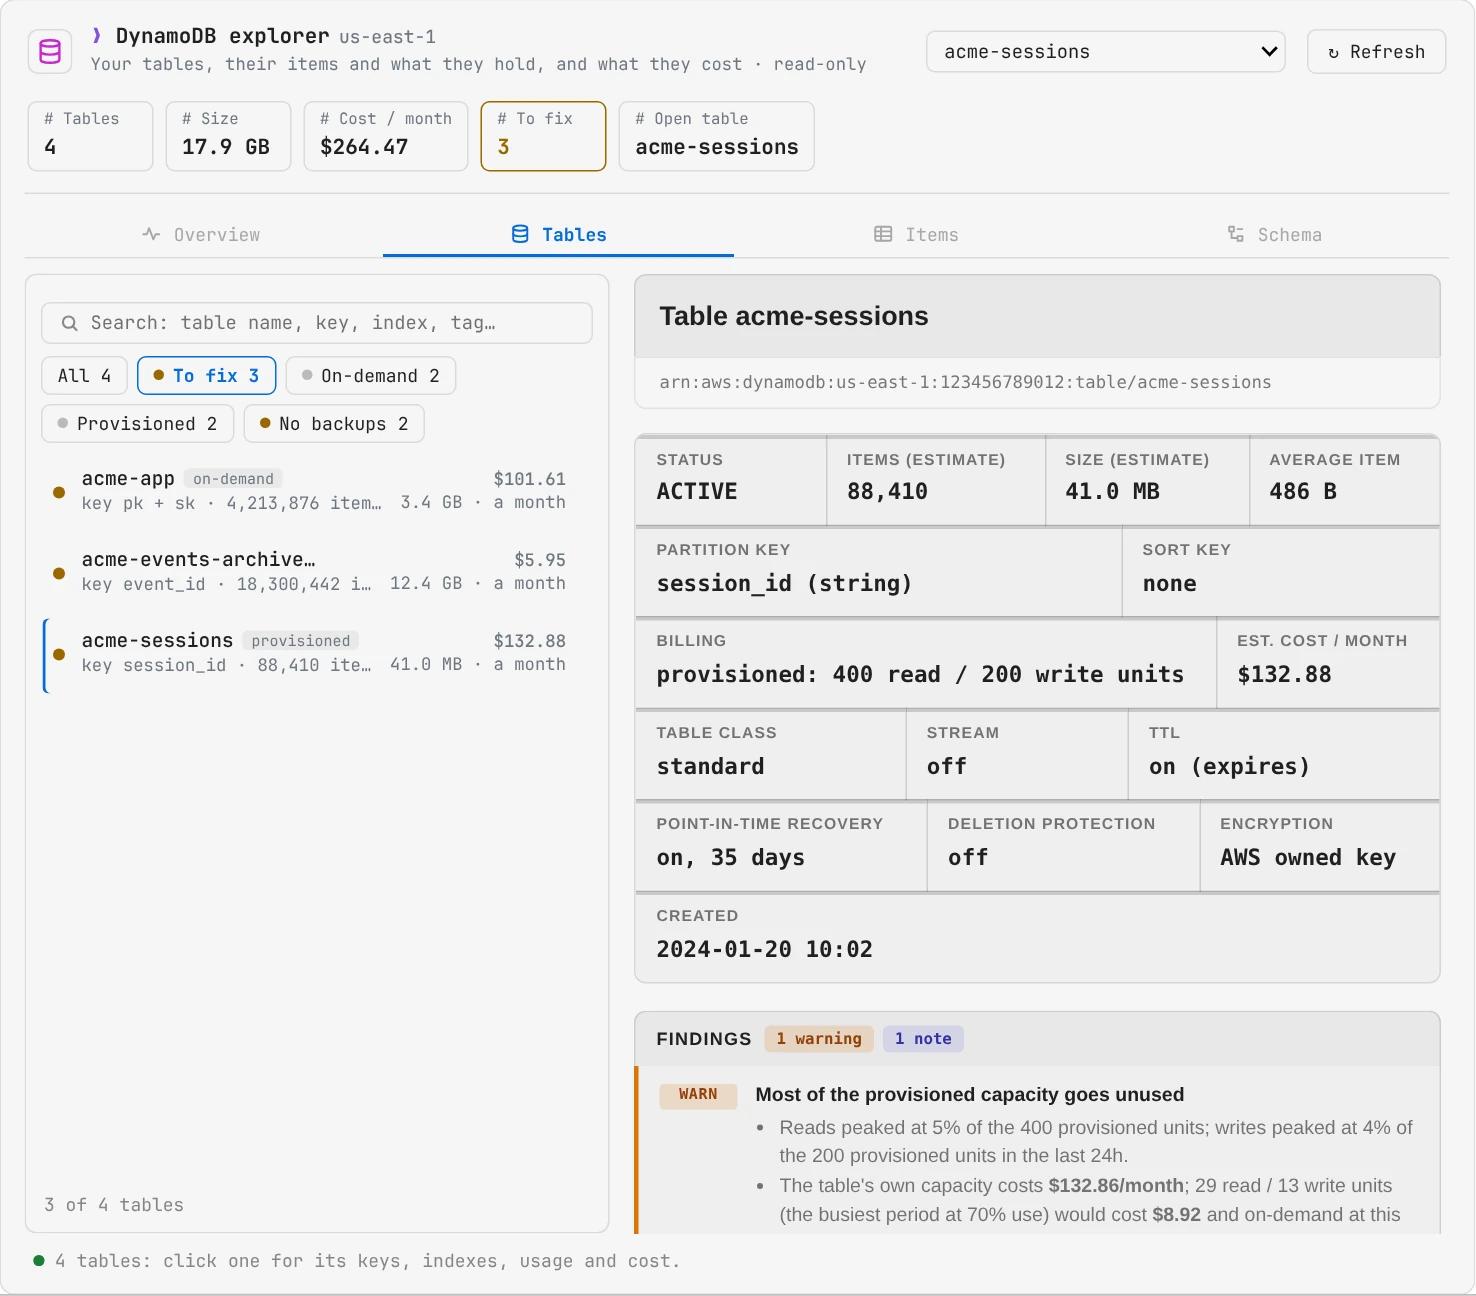 ❱ DynamoDB explorer us-east-1
Your tables, their items and what they hold, and what they cost · read-only
acme-sessions
↻ Refresh
# Tables
4
# Size
17.9 GB
# Cost / month
$264.47
# To fix
3
# Open table
acme-sessions
Overview
Tables
Items
Schema
Search: table name, key, index, tag…
All 4
To fix 3
On-demand 2
Provisioned 2
No backups 2
acme-app on-demand $101.61
key pk + sk · 4,213,876 item… 3.4 GB · a month
acme-events-archive… $5.95
key event_id · 18,300,442 i… 12.4 GB · a month
acme-sessions provisioned $132.88
key session_id · 88,410 ite… 41.0 MB · a month
3 of 4 tables
Table acme-sessions
arn:aws:dynamodb:us-east-1:123456789012:table/acme-sessions
STATUS
ACTIVE
ITEMS (ESTIMATE)
88,410
SIZE (ESTIMATE)
41.0 MB
AVERAGE ITEM
486 B
PARTITION KEY
session_id (string)
SORT KEY
none
BILLING
provisioned: 400 read / 200 write units
EST. COST / MONTH
$132.88
TABLE CLASS
standard
STREAM
off
TTL
on (expires)
POINT-IN-TIME RECOVERY
on, 35 days
DELETION PROTECTION
off
ENCRYPTION
AWS owned key
CREATED
2024-01-20 10:02
FINDINGS 1 warning 1 note
WARN Most of the provisioned capacity goes unused
• Reads peaked at 5% of the 400 provisioned units; writes peaked at 4% of
the 200 provisioned units in the last 24h.
• The table's own capacity costs $132.86/month; 29 read / 13 write units
(the busiest period at 70% use) would cost $8.92 and on-demand at this
4 tables: click one for its keys, indexes, usage and cost.